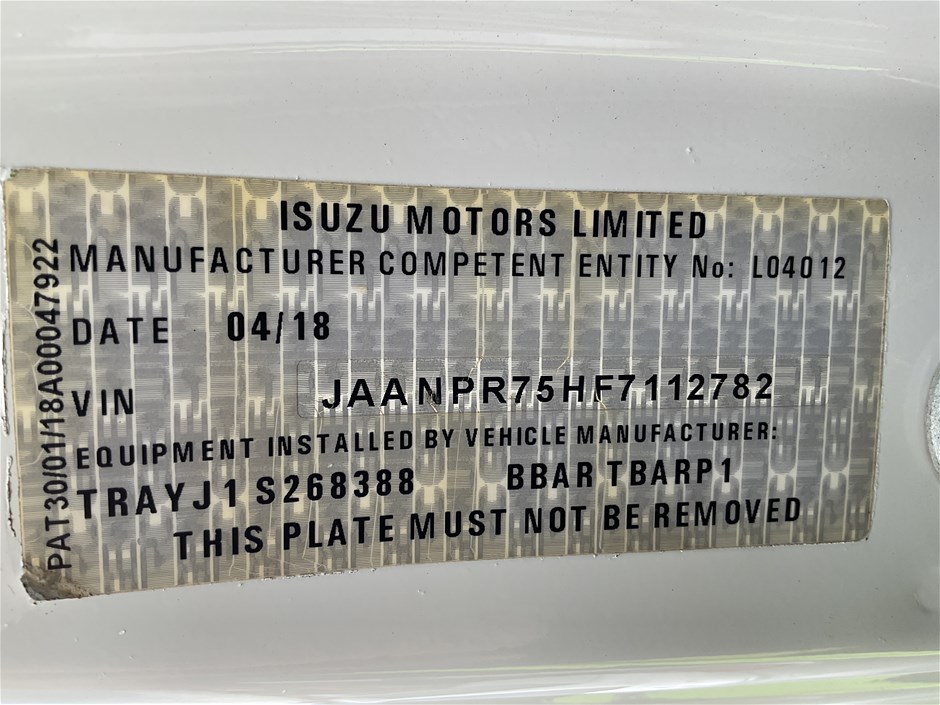 ISUZU MOTORS LIMITED
MANUFACTURER COMPETENT ENTITY No: L04012
DATE 04/18
VIN JAANPR75HF7112782
EQUIPMENT INSTALLED BY VEHICLE MANUFACTURER:
TRAYJ1 S268388 BBAR TBARP1
THIS PLATE MUST NOT BE REMOVED
PAT30/01/18A00047922